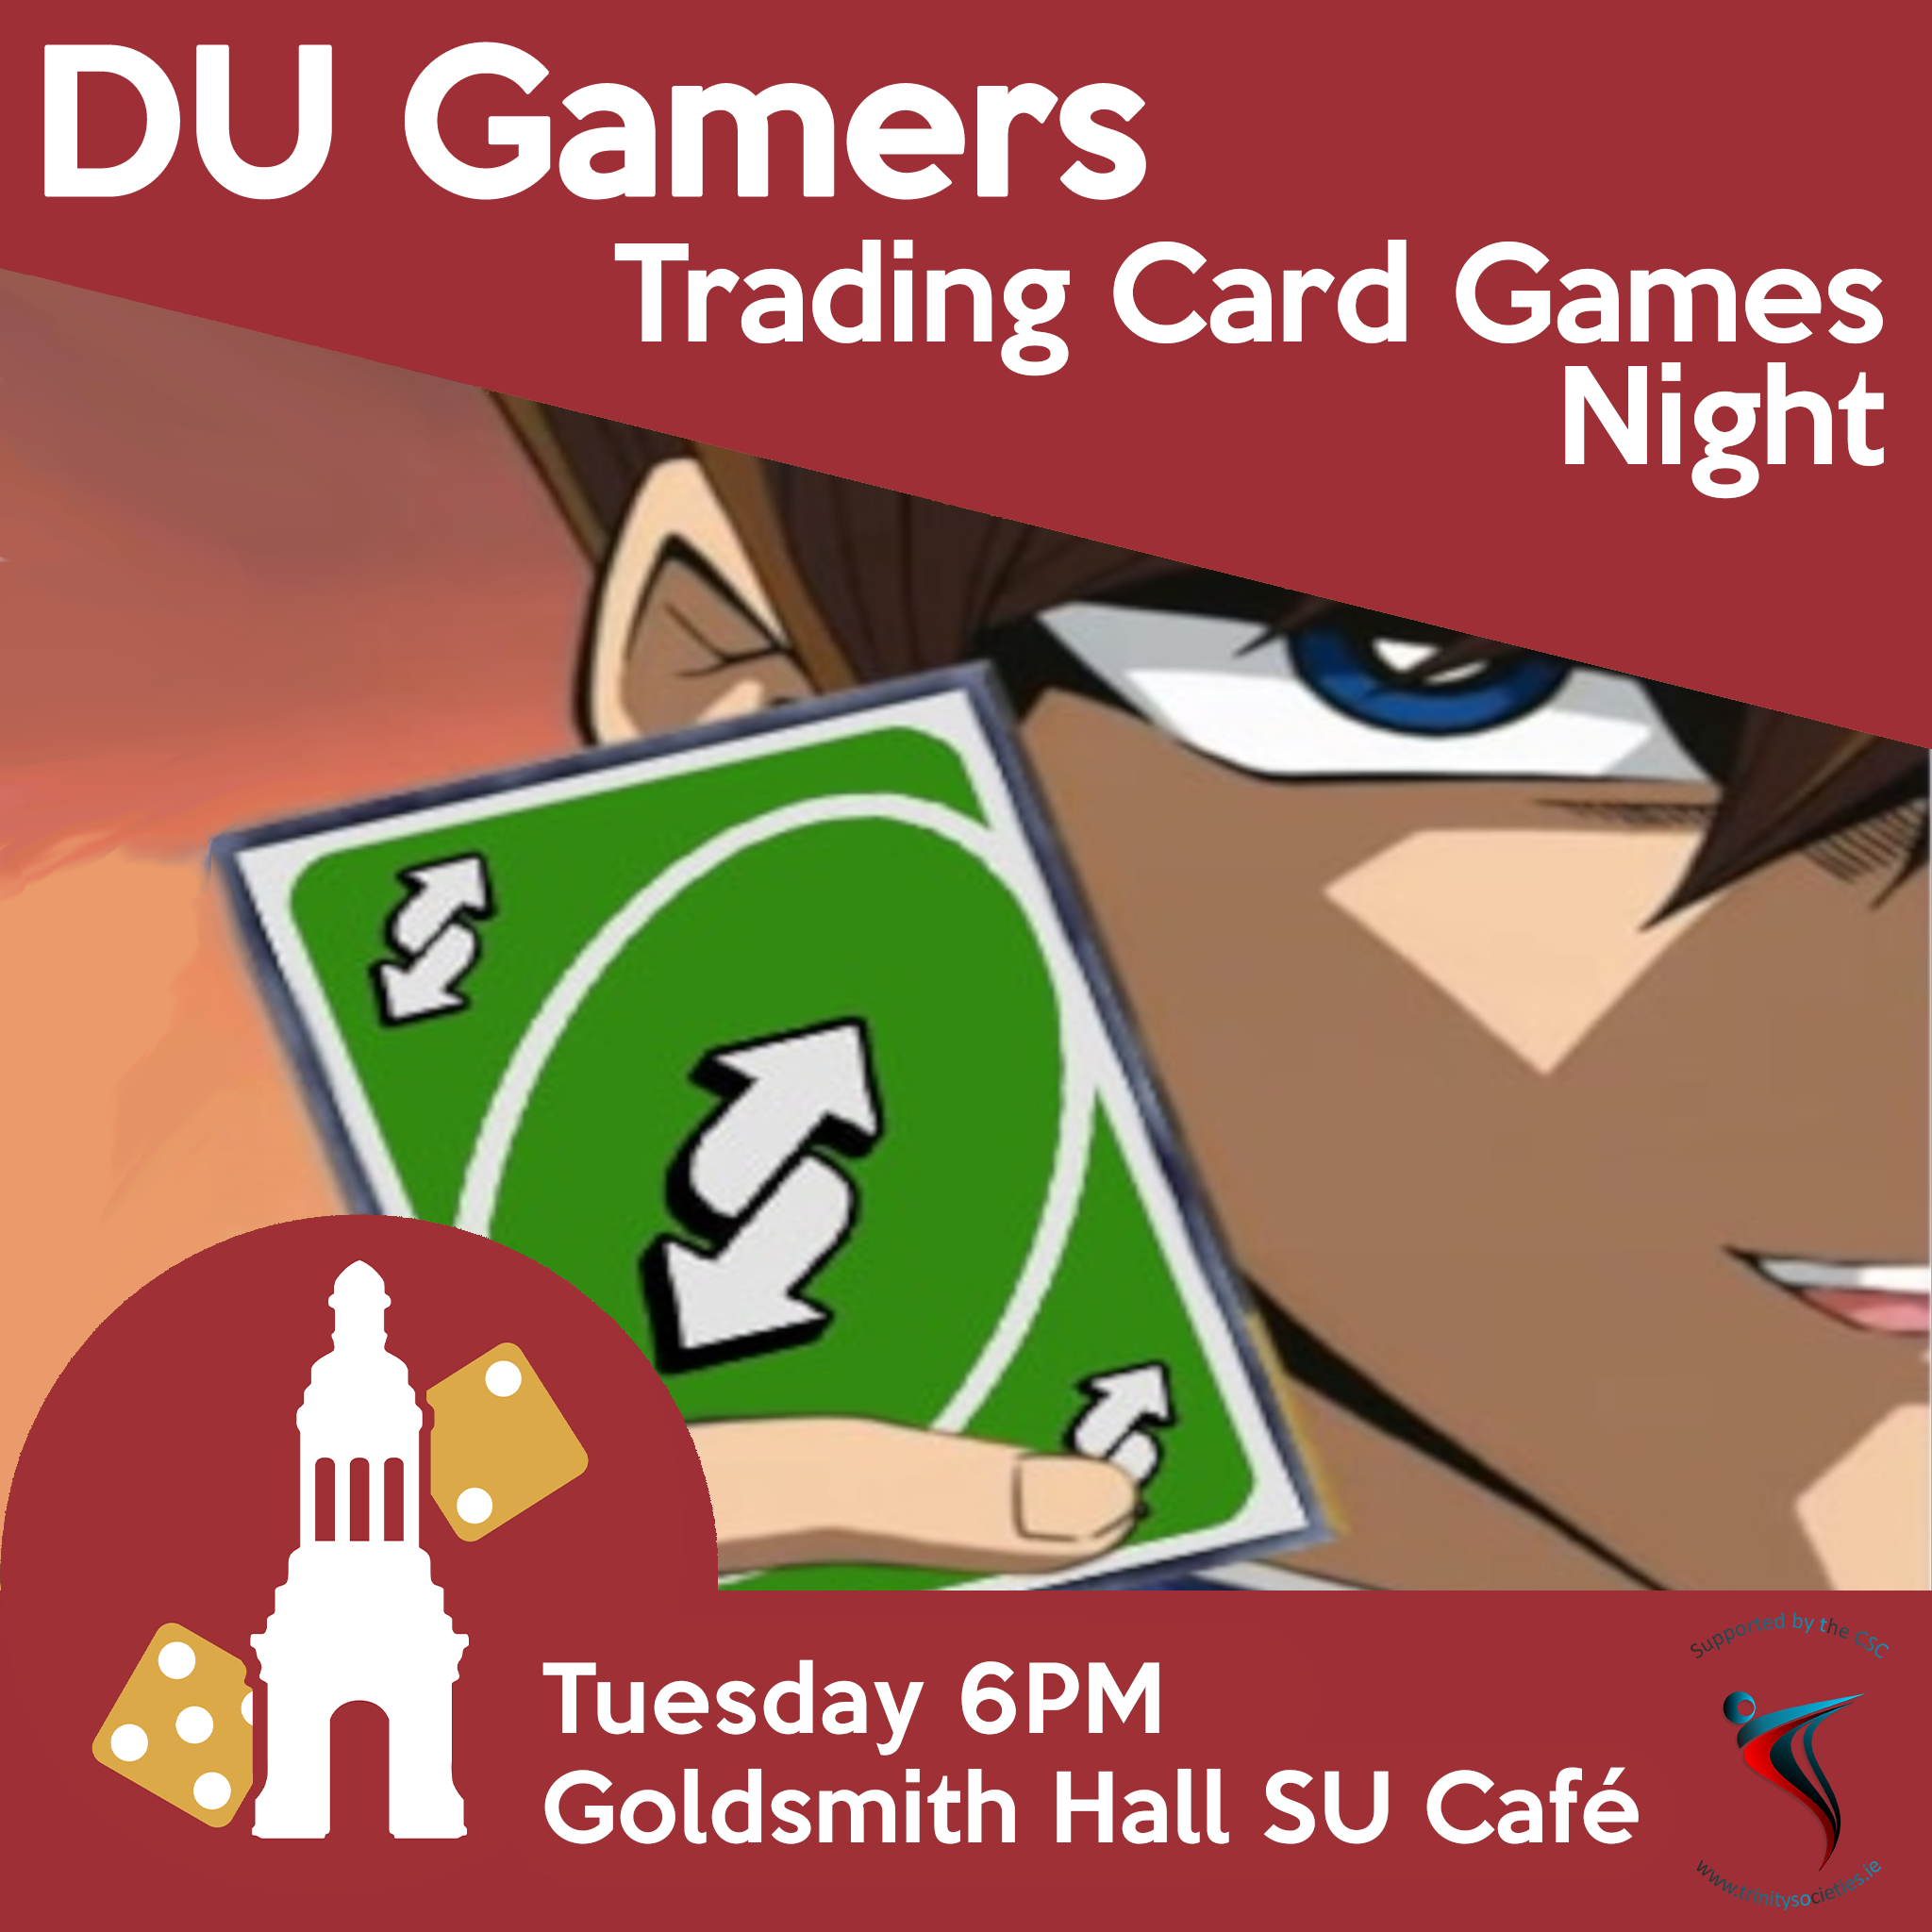 DU Gamers
Trading Card Games
Night
Tuesday 6PM
Goldsmith Hall SU Café
Supported by the CSC
www.trinitysocieties.ie